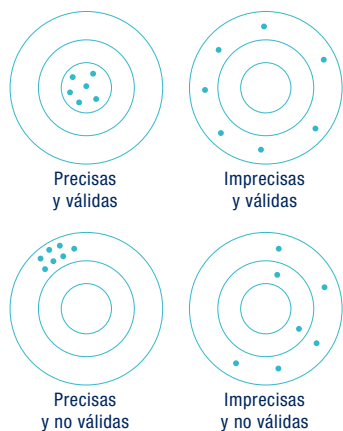 Precisas
y válidas
Imprecisas
y válidas
Precisas
y no válidas
Imprecisas
y no válidas